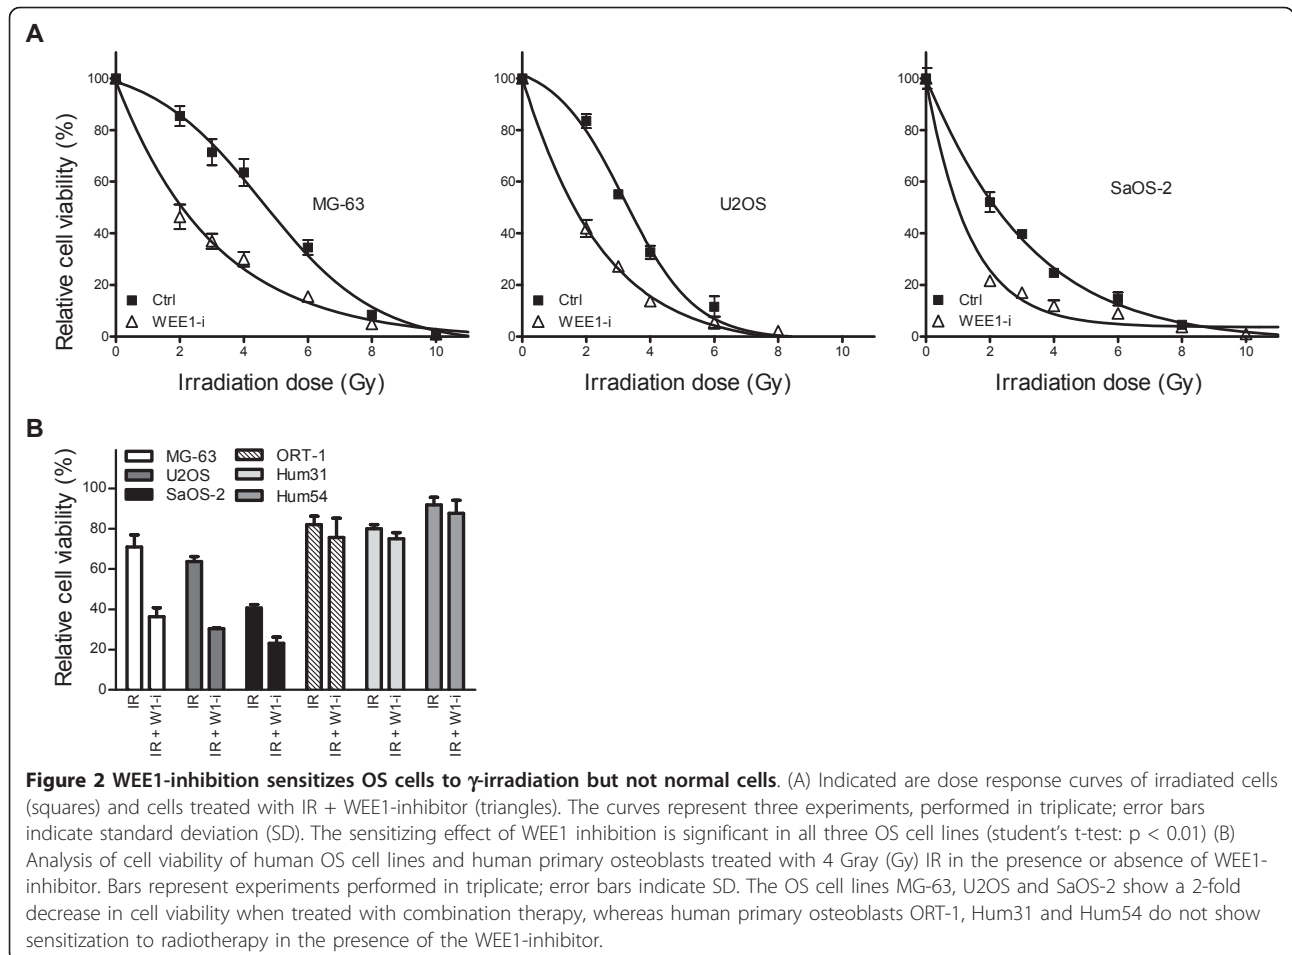 A
Relative cell viability (%)
100
80
60
40
20
0
MG-63
Ctrl
WEE1-i
0 2 4 6 8 10
Irradiation dose (Gy)
100
80
60
40
20
0
U2OS
Ctrl
WEE1-i
0 2 4 6 8 10
Irradiation dose (Gy)
100
80
60
40
20
0
SaOS-2
Ctrl
WEE1-i
0 2 4 6 8 10
Irradiation dose (Gy)
B
Relative cell viability (%)
MG-63
U2OS
SaOS-2
ORT-1
Hum31
Hum54
100
80
60
40
20
0
IR
IR + W1-i
IR
IR + W1-i
IR
IR + W1-i
IR
IR + W1-i
IR
IR + W1-i
IR
IR + W1-i
Figure 2 WEE1-inhibition sensitizes OS cells to γ-irradiation but not normal cells. (A) Indicated are dose response curves of irradiated cells
(squares) and cells treated with IR + WEE1-inhibitor (triangles). The curves represent three experiments, performed in triplicate; error bars
indicate standard deviation (SD). The sensitizing effect of WEE1 inhibition is significant in all three OS cell lines (student's t-test: p < 0.01) (B)
Analysis of cell viability of human OS cell lines and human primary osteoblasts treated with 4 Gray (Gy) IR in the presence or absence of WEE1-
inhibitor. Bars represent experiments performed in triplicate; error bars indicate SD. The OS cell lines MG-63, U2OS and SaOS-2 show a 2-fold
decrease in cell viability when treated with combination therapy, whereas human primary osteoblasts ORT-1, Hum31 and Hum54 do not show
sensitization to radiotherapy in the presence of the WEE1-inhibitor.